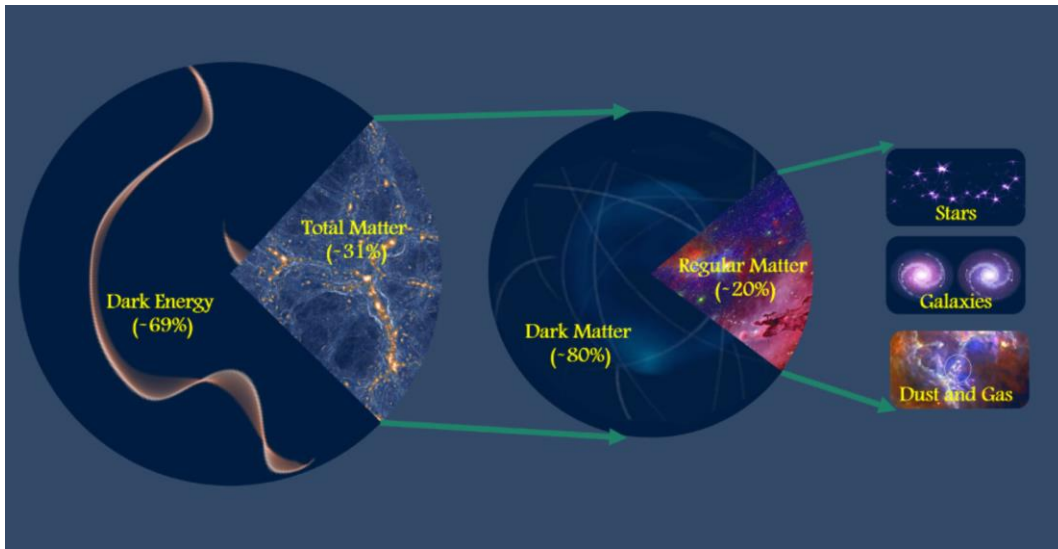 Dark Energy
(~69%)
Total Matter
(~31%)
Dark Matter
(~80%)
Regular Matter
(~20%)
Stars
Galaxies
Dust and Gas